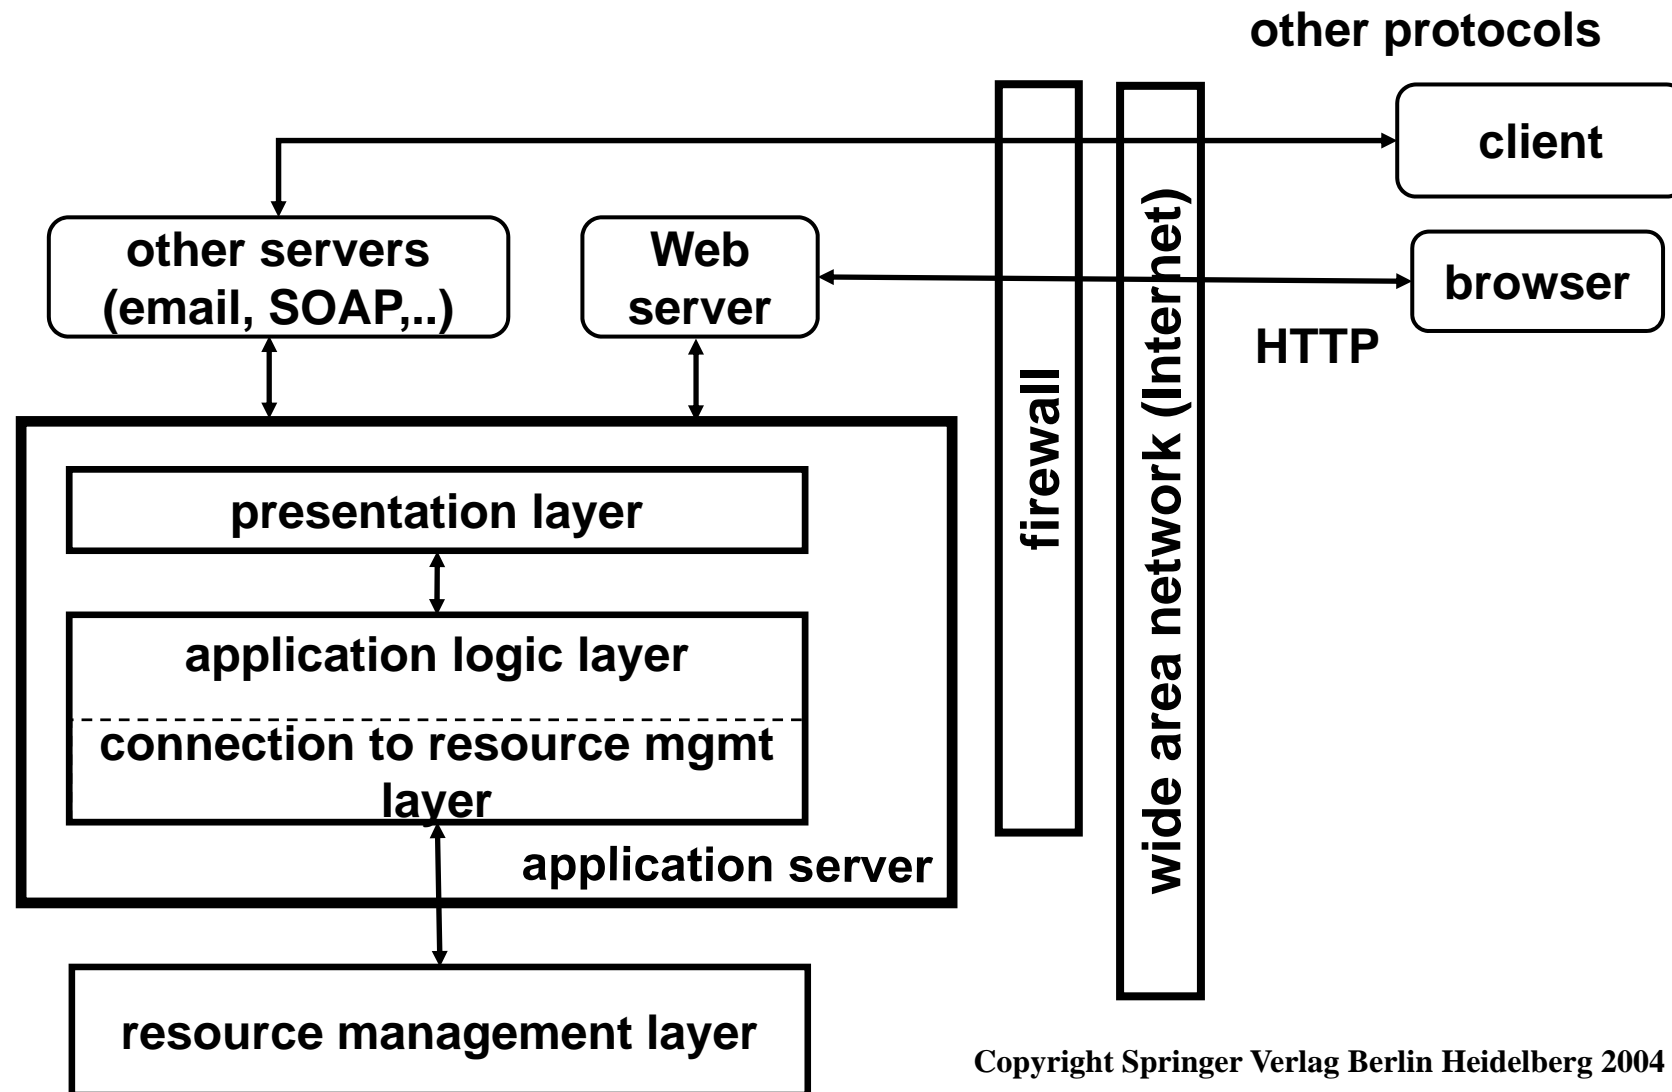 other protocols
client
other servers
(email, SOAP,..)
Web
server
browser
HTTP
firewall
wide area network (Internet)
presentation layer
application logic layer
connection to resource mgmt
layer
application server
resource management layer
Copyright Springer Verlag Berlin Heidelberg 2004